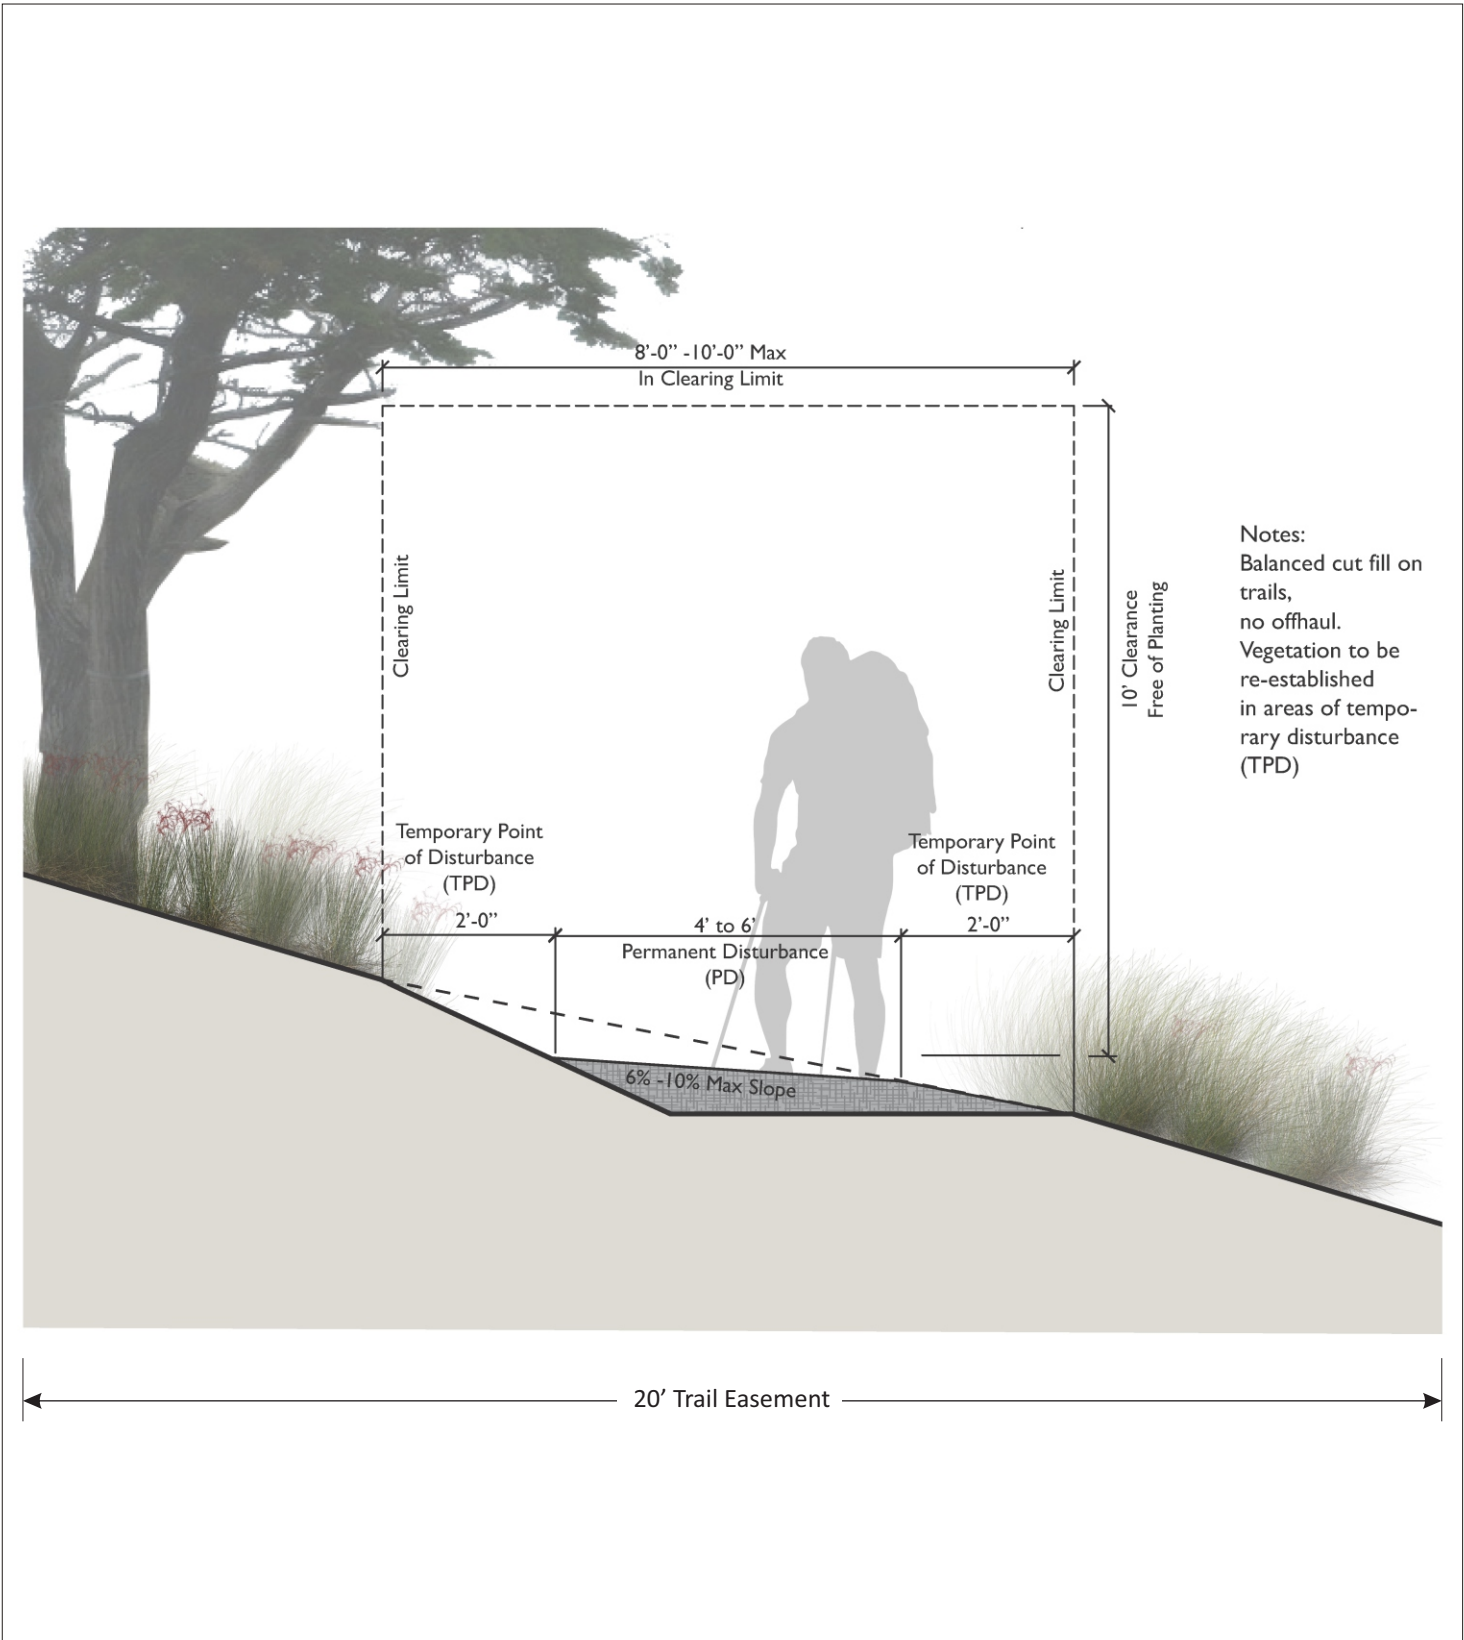 8’-0” -10’-0” Max
In Clearing Limit
Clearing Limit
Clearing Limit
10’ Clearance
Free of Planting
Notes:
Balanced cut fill on
trails,
no offhaul.
Vegetation to be
re-established
in areas of tempo-
rary disturbance
(TPD)
Temporary Point
of Disturbance
(TPD)
2’-0”
4’ to 6’
Permanent Disturbance
(PD)
Temporary Point
of Disturbance
(TPD)
2’-0”
6% -10% Max Slope
20’ Trail Easement